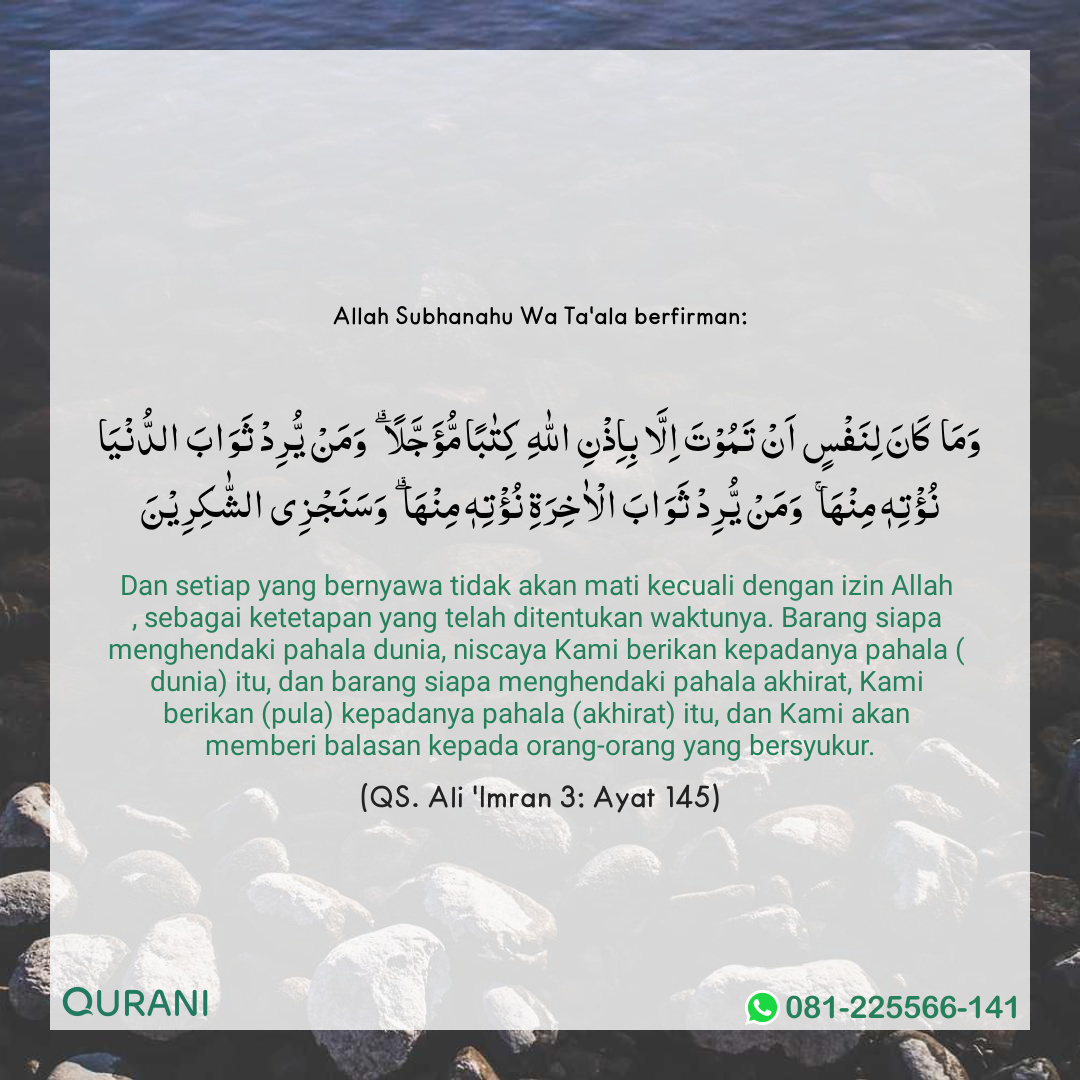 Allah Subhanahu Wa Ta'ala berfirman:
وَمَا كَانَ لِنَفْسٍ اَنْ تَمُوْتَ اِلَّا بِاِذْنِ اللّٰهِ كِتٰبًا مُّؤَجَّلًا ۗ وَمَنْ يُّرِدْ ثَوَابَ الدُّنْيَا
نُؤْتِهٖ مِنْهَا ۚ وَمَنْ يُّرِدْ ثَوَابَ الْاٰخِرَةِ نُؤْتِهٖ مِنْهَا ۗ وَسَنَجْزِى الشّٰكِرِيْنَ
Dan setiap yang bernyawa tidak akan mati kecuali dengan izin Allah
, sebagai ketetapan yang telah ditentukan waktunya. Barang siapa
menghendaki pahala dunia, niscaya Kami berikan kepadanya pahala (
dunia) itu, dan barang siapa menghendaki pahala akhirat, Kami
berikan (pula) kepadanya pahala (akhirat) itu, dan Kami akan
memberi balasan kepada orang-orang yang bersyukur.
(QS. Ali 'Imran 3: Ayat 145)
QURANI
081-225566-141